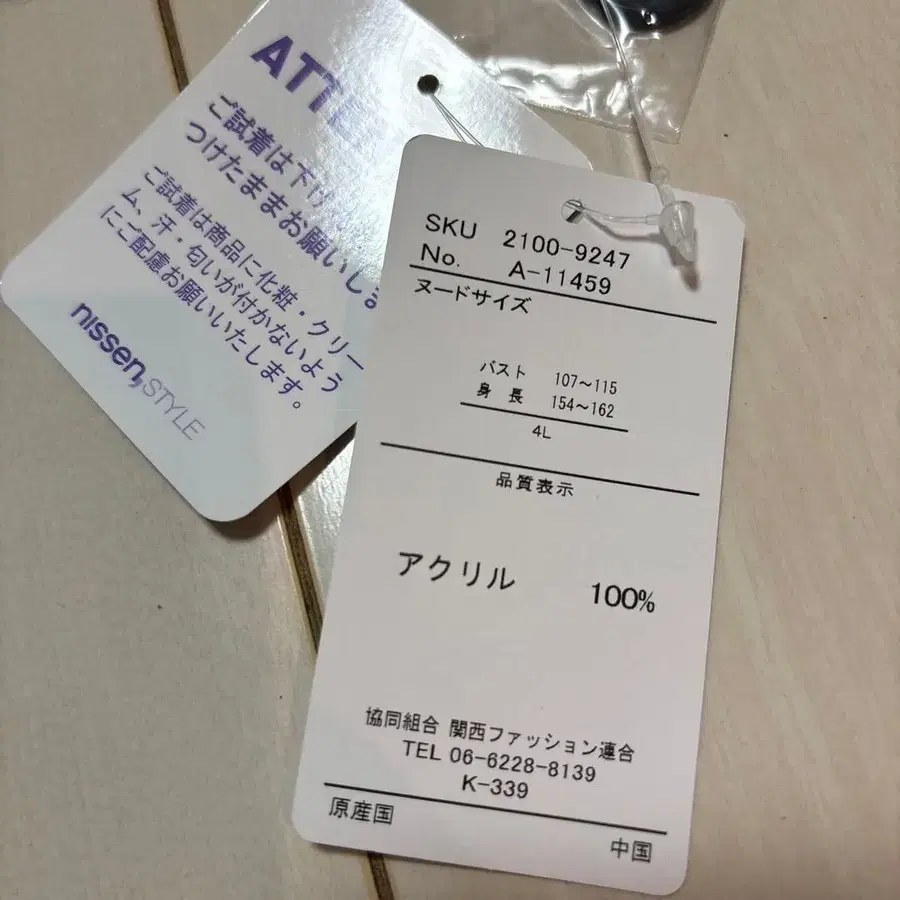 ご試着は下げ
つけたままお願いしま
ご試着は商品に化粧・クリー
ム、汗・匂いが付かないよう
にご配慮お願いいたします。
nissen, STYLE
SKU 2100-9247
No. A-11459
ヌードサイズ
バスト 107～115
身長 154～162
4L
品質表示
アクリル 100%
協同組合 関西ファッション連合
TEL 06-6228-8139
K-339
原産国
中国